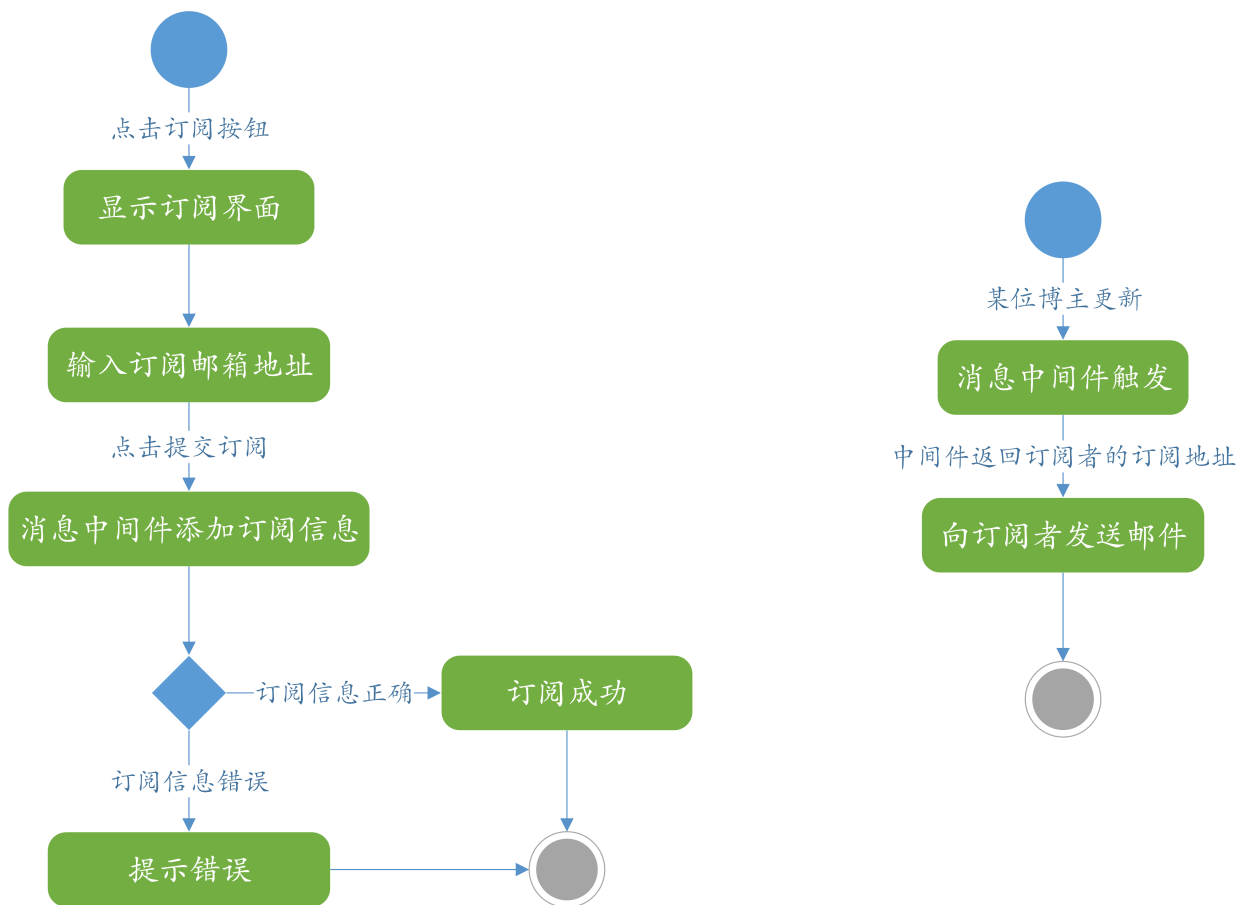 点击订阅按钮
显示订阅界面
输入订阅邮箱地址
点击提交订阅
消息中间件添加订阅信息
订阅信息正确
订阅成功
订阅信息错误
提示错误
某位博主更新
消息中间件触发
中间件返回订阅者的订阅地址
向订阅者发送邮件